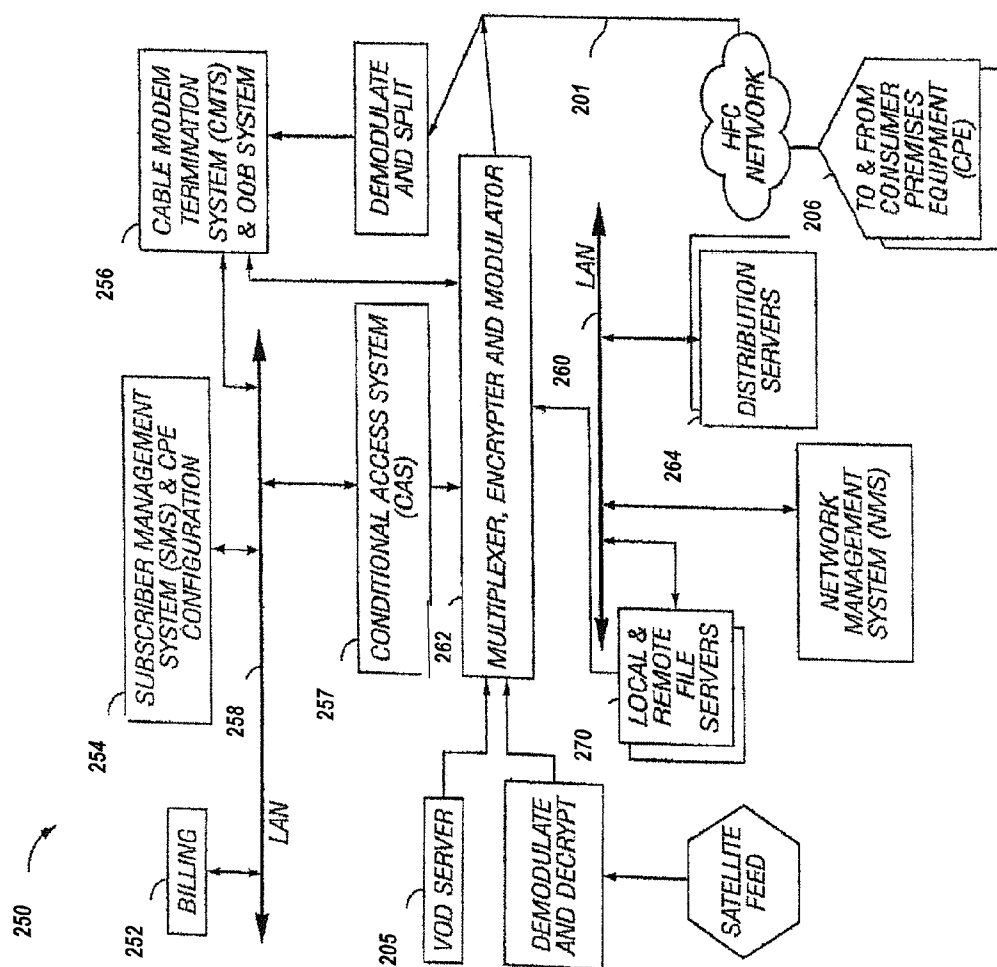 250
252
BILLING
LAN
254
SUBSCRIBER MANAGEMENT
SYSTEM (SMS) & CPE
CONFIGURATION
258
256
CABLE MODEM
TERMINATION
SYSTEM (CMTS)
& OOB SYSTEM
257
CONDITIONAL ACCESS SYSTEM
(CAS)
DEMODULATE
AND SPLIT
205
VOD SERVER
262
MULTIPLEXER, ENCRYPTER AND MODULATOR
DEMODULATE
AND DECRYPT
SATELLITE
FEED
270
LOCAL &
REMOTE
FILE
SERVERS
260
LAN
201
HFC
NETWORK
264
DISTRIBUTION
SERVERS
NETWORK
MANAGEMENT
SYSTEM (NMS)
206
TO & FROM
CONSUMER
PREMISES
EQUIPMENT
(CPE)